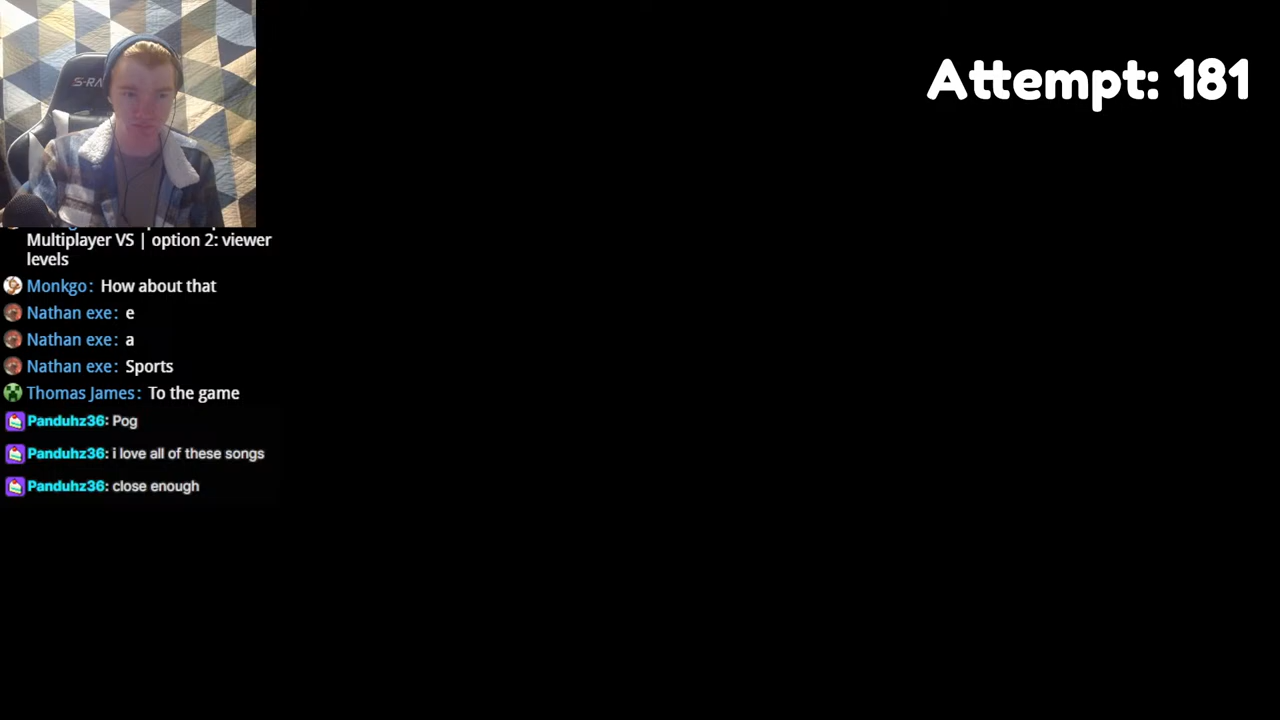 S-RA
Attempt: 181
Multiplayer VS | option 2: viewer
levels
Monkgo: How about that
Nathan exe: e
Nathan exe: a
Nathan exe: Sports
Thomas James: To the game
Panduhz36: Pog
Panduhz36: i love all of these songs
Panduhz36: close enough